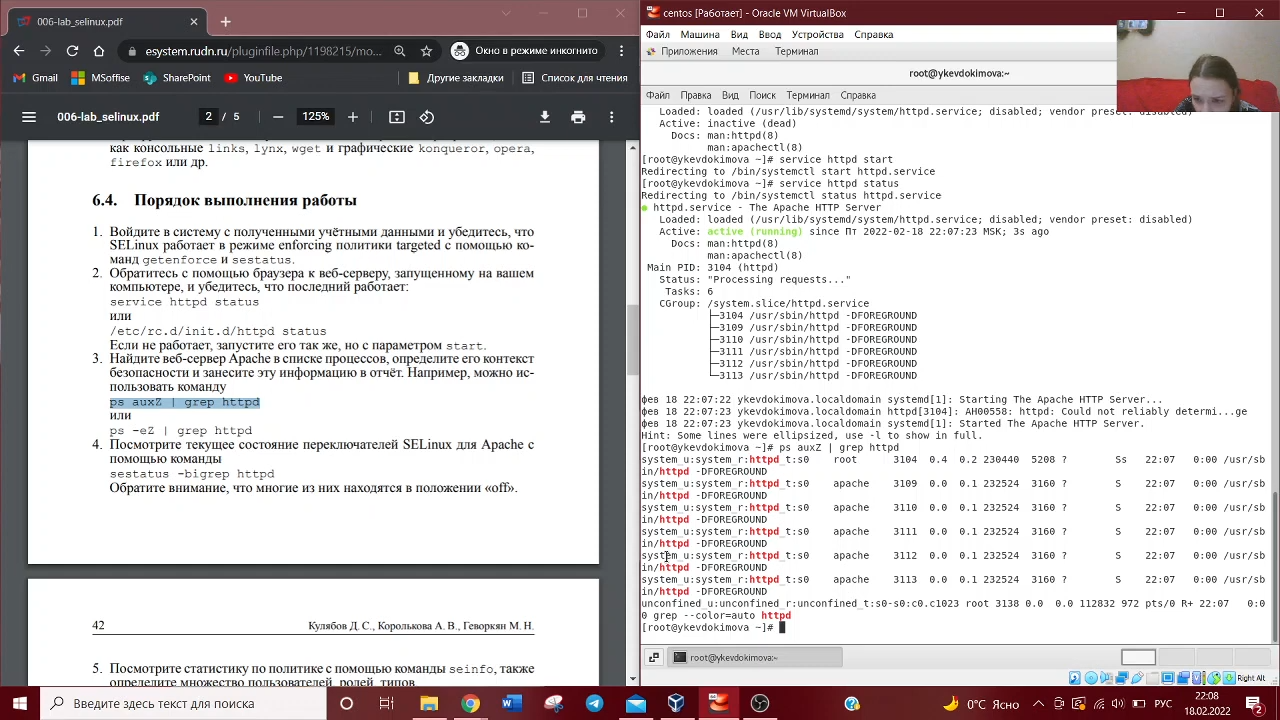 006-lab_selinux.pdf
esystem.rudn.ru/pluginfile.php/1198215/mo...
Окно в режиме инкогнито
Gmail
MSoffise
SharePoint
YouTube
Другие закладки
Список для чтения
006-lab_selinux.pdf
2 / 5
125%
как консольные links, lynx, wget и графические konqueror, opera,
firefox или др.
6.4. Порядок выполнения работы
1. Войдите в систему с полученными учётными данными и убедитесь, что
SELinux работает в режиме enforcing политики targeted с помощью ко-
манд getenforce и sestatus.
2. Обратитесь с помощью браузера к веб-серверу, запущенному на вашем
компьютере, и убедитесь, что последний работает:
service httpd status
или
/etc/rc.d/init.d/httpd status
Если не работает, запустите его так же, но с параметром start.
3. Найдите веб-сервер Apache в списке процессов, определите его контекст
безопасности и занесите эту информацию в отчёт. Например, можно ис-
пользовать команду
ps auxZ | grep httpd
или
ps -eZ | grep httpd
4. Посмотрите текущее состояние переключателей SELinux для Apache с
помощью команды
sestatus -bigrep httpd
Обратите внимание, что многие из них находятся в положении «off».
42
Кулябов Д. С., Королькова А. В., Геворкян М. Н.
5. Посмотрите статистику по политике с помощью команды seinfo, также
определите множество пользователей, ролей, типов.
centos [Работает] - Oracle VM VirtualBox
Файл Машина Вид Ввод Устройства Справка
Приложения Места Терминал
root@ykevdokimova:~
Файл Правка Вид Поиск Терминал Справка
Loaded: loaded (/usr/lib/systemd/system/httpd.service; disabled; vendor preset: dis
Active: inactive (dead)
Docs: man:httpd(8)
man:apachectl(8)
[root@ykevdokimova ~]# service httpd start
Redirecting to /bin/systemctl start httpd.service
[root@ykevdokimova ~]# service httpd status
Redirecting to /bin/systemctl status httpd.service
● httpd.service - The Apache HTTP Server
Loaded: loaded (/usr/lib/systemd/system/httpd.service; disabled; vendor preset: disabled)
Active: active (running) since Пт 2022-02-18 22:07:23 MSK; 3s ago
Docs: man:httpd(8)
man:apachectl(8)
Main PID: 3104 (httpd)
Status: "Processing requests..."
Tasks: 6
CGroup: /system.slice/httpd.service
├─3104 /usr/sbin/httpd -DFOREGROUND
├─3109 /usr/sbin/httpd -DFOREGROUND
├─3110 /usr/sbin/httpd -DFOREGROUND
├─3111 /usr/sbin/httpd -DFOREGROUND
├─3112 /usr/sbin/httpd -DFOREGROUND
└─3113 /usr/sbin/httpd -DFOREGROUND
фев 18 22:07:22 ykevdokimova.localdomain systemd[1]: Starting The Apache HTTP Server...
фев 18 22:07:23 ykevdokimova.localdomain httpd[3104]: AH00558: httpd: Could not reliably determi...ge
фев 18 22:07:23 ykevdokimova.localdomain systemd[1]: Started The Apache HTTP Server.
Hint: Some lines were ellipsized, use -l to show in full.
[root@ykevdokimova ~]# ps auxZ | grep httpd
system_u:system_r:httpd_t:s0 root 3104 0.4 0.2 230440 5208 ? Ss 22:07 0:00 /usr/sb
in/httpd -DFOREGROUND
system_u:system_r:httpd_t:s0 apache 3109 0.0 0.1 232524 3160 ? S 22:07 0:00 /usr/sb
in/httpd -DFOREGROUND
system_u:system_r:httpd_t:s0 apache 3110 0.0 0.1 232524 3160 ? S 22:07 0:00 /usr/sb
in/httpd -DFOREGROUND
system_u:system_r:httpd_t:s0 apache 3111 0.0 0.1 232524 3160 ? S 22:07 0:00 /usr/sb
in/httpd -DFOREGROUND
system_u:system_r:httpd_t:s0 apache 3112 0.0 0.1 232524 3160 ? S 22:07 0:00 /usr/sb
in/httpd -DFOREGROUND
system_u:system_r:httpd_t:s0 apache 3113 0.0 0.1 232524 3160 ? S 22:07 0:00 /usr/sb
in/httpd -DFOREGROUND
unconfined_u:unconfined_r:unconfined_t:s0-s0:c0.c1023 root 3138 0.0 0.0 112832 972 pts/0 R+ 22:07 0:0
0 grep --color=auto httpd
[root@ykevdokimova ~]#
root@ykevdokimova:~
Right Alt
Введите здесь текст для поиска
0°C Ясно
РУС
22:08
18.02.2022
2